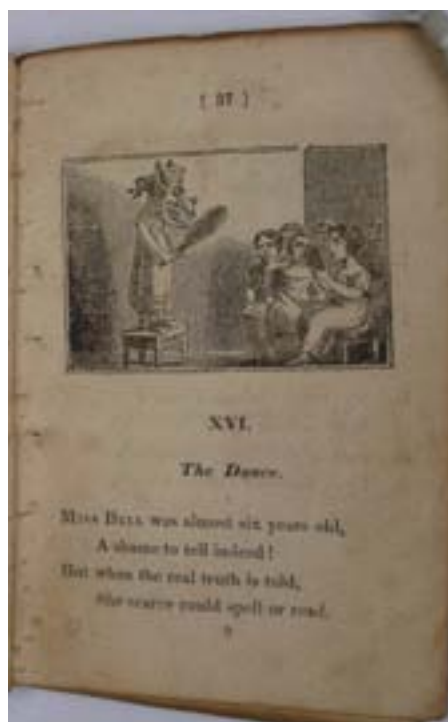 [ 37 ]
XVI.
The Dunce.
MISS BELL was almost six years old,
A shame to tell indeed!
But when the real truth is told,
She scarce could spell or read.